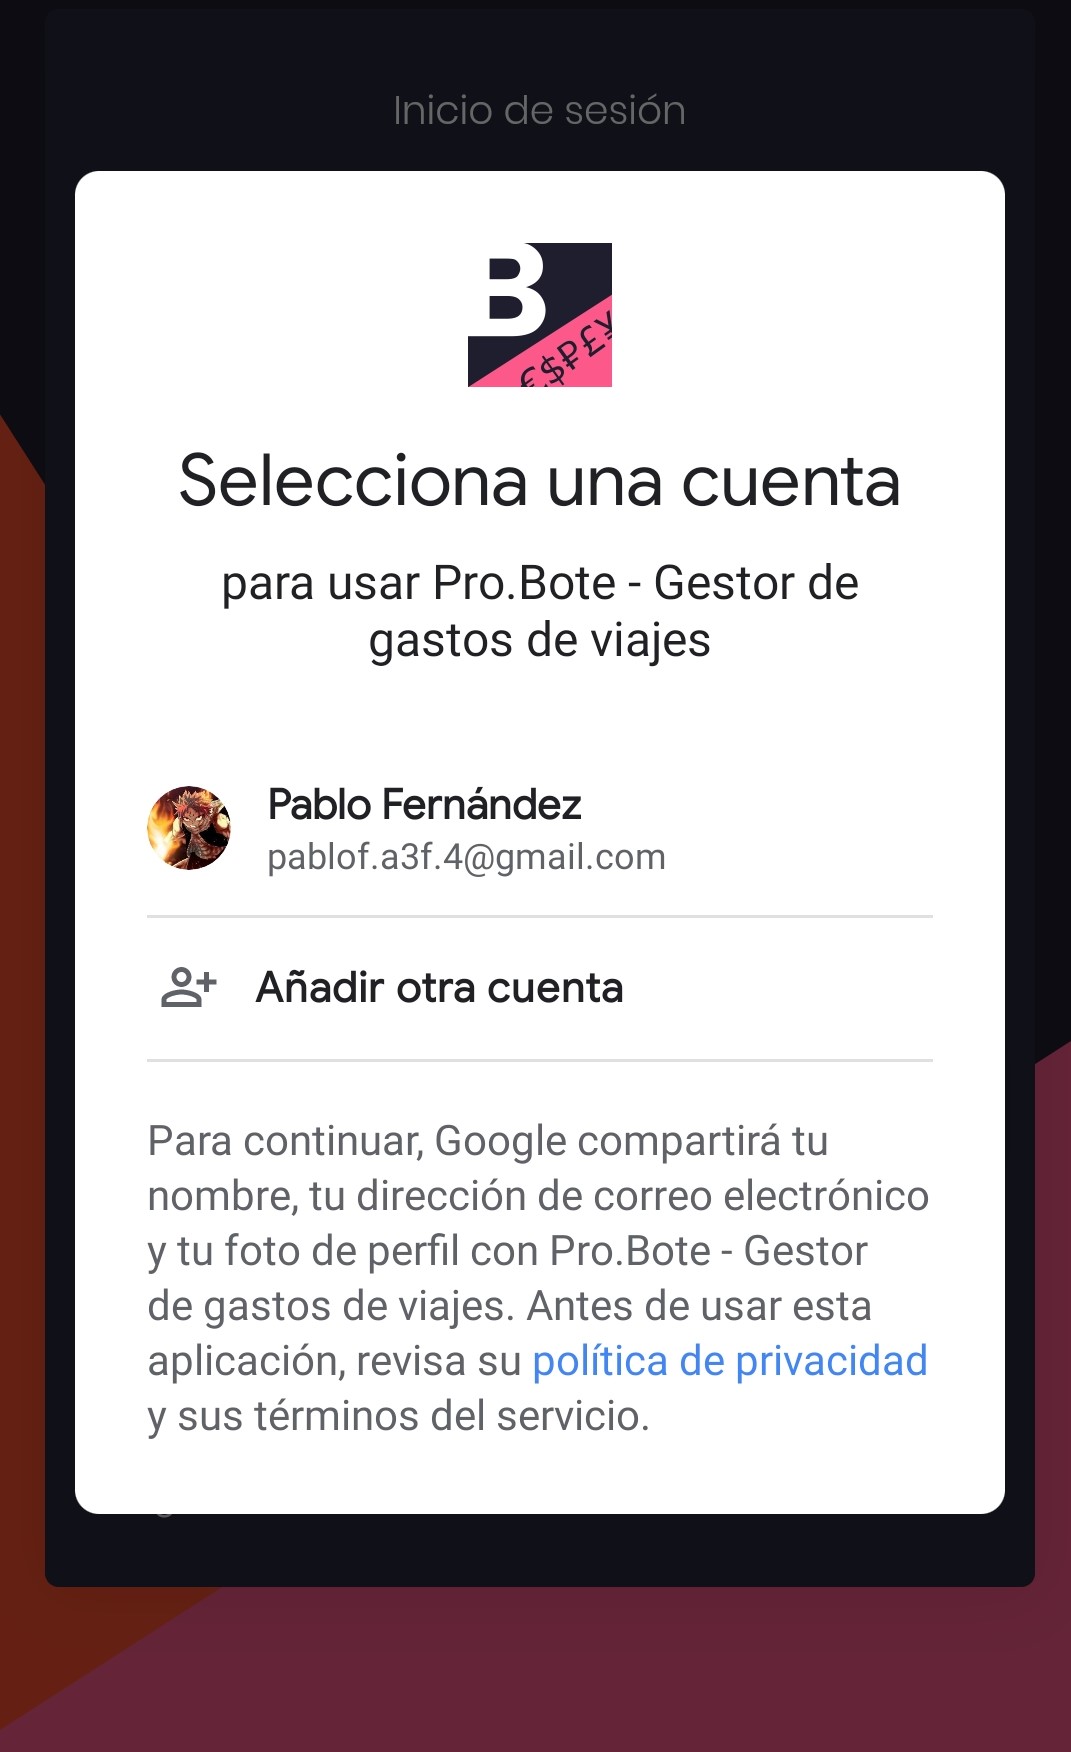 Inicio de sesión
B
€$₽£¥
Selecciona una cuenta
para usar Pro.Bote - Gestor de
gastos de viajes
Pablo Fernández
pablof.a3f.4@gmail.com
Añadir otra cuenta
Para continuar, Google compartirá tu
nombre, tu dirección de correo electrónico
y tu foto de perfil con Pro.Bote - Gestor
de gastos de viajes. Antes de usar esta
aplicación, revisa su política de privacidad
y sus términos del servicio.